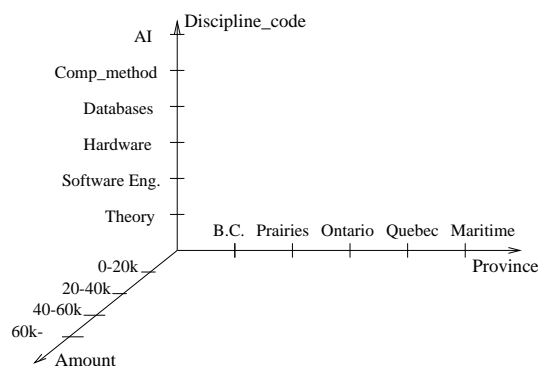 Discipline_code
AI
Comp_method
Databases
Hardware
Software Eng.
Theory
B.C. Prairies Ontario Quebec Maritime
Province
0-20k
20-40k
40-60k
60k-
Amount